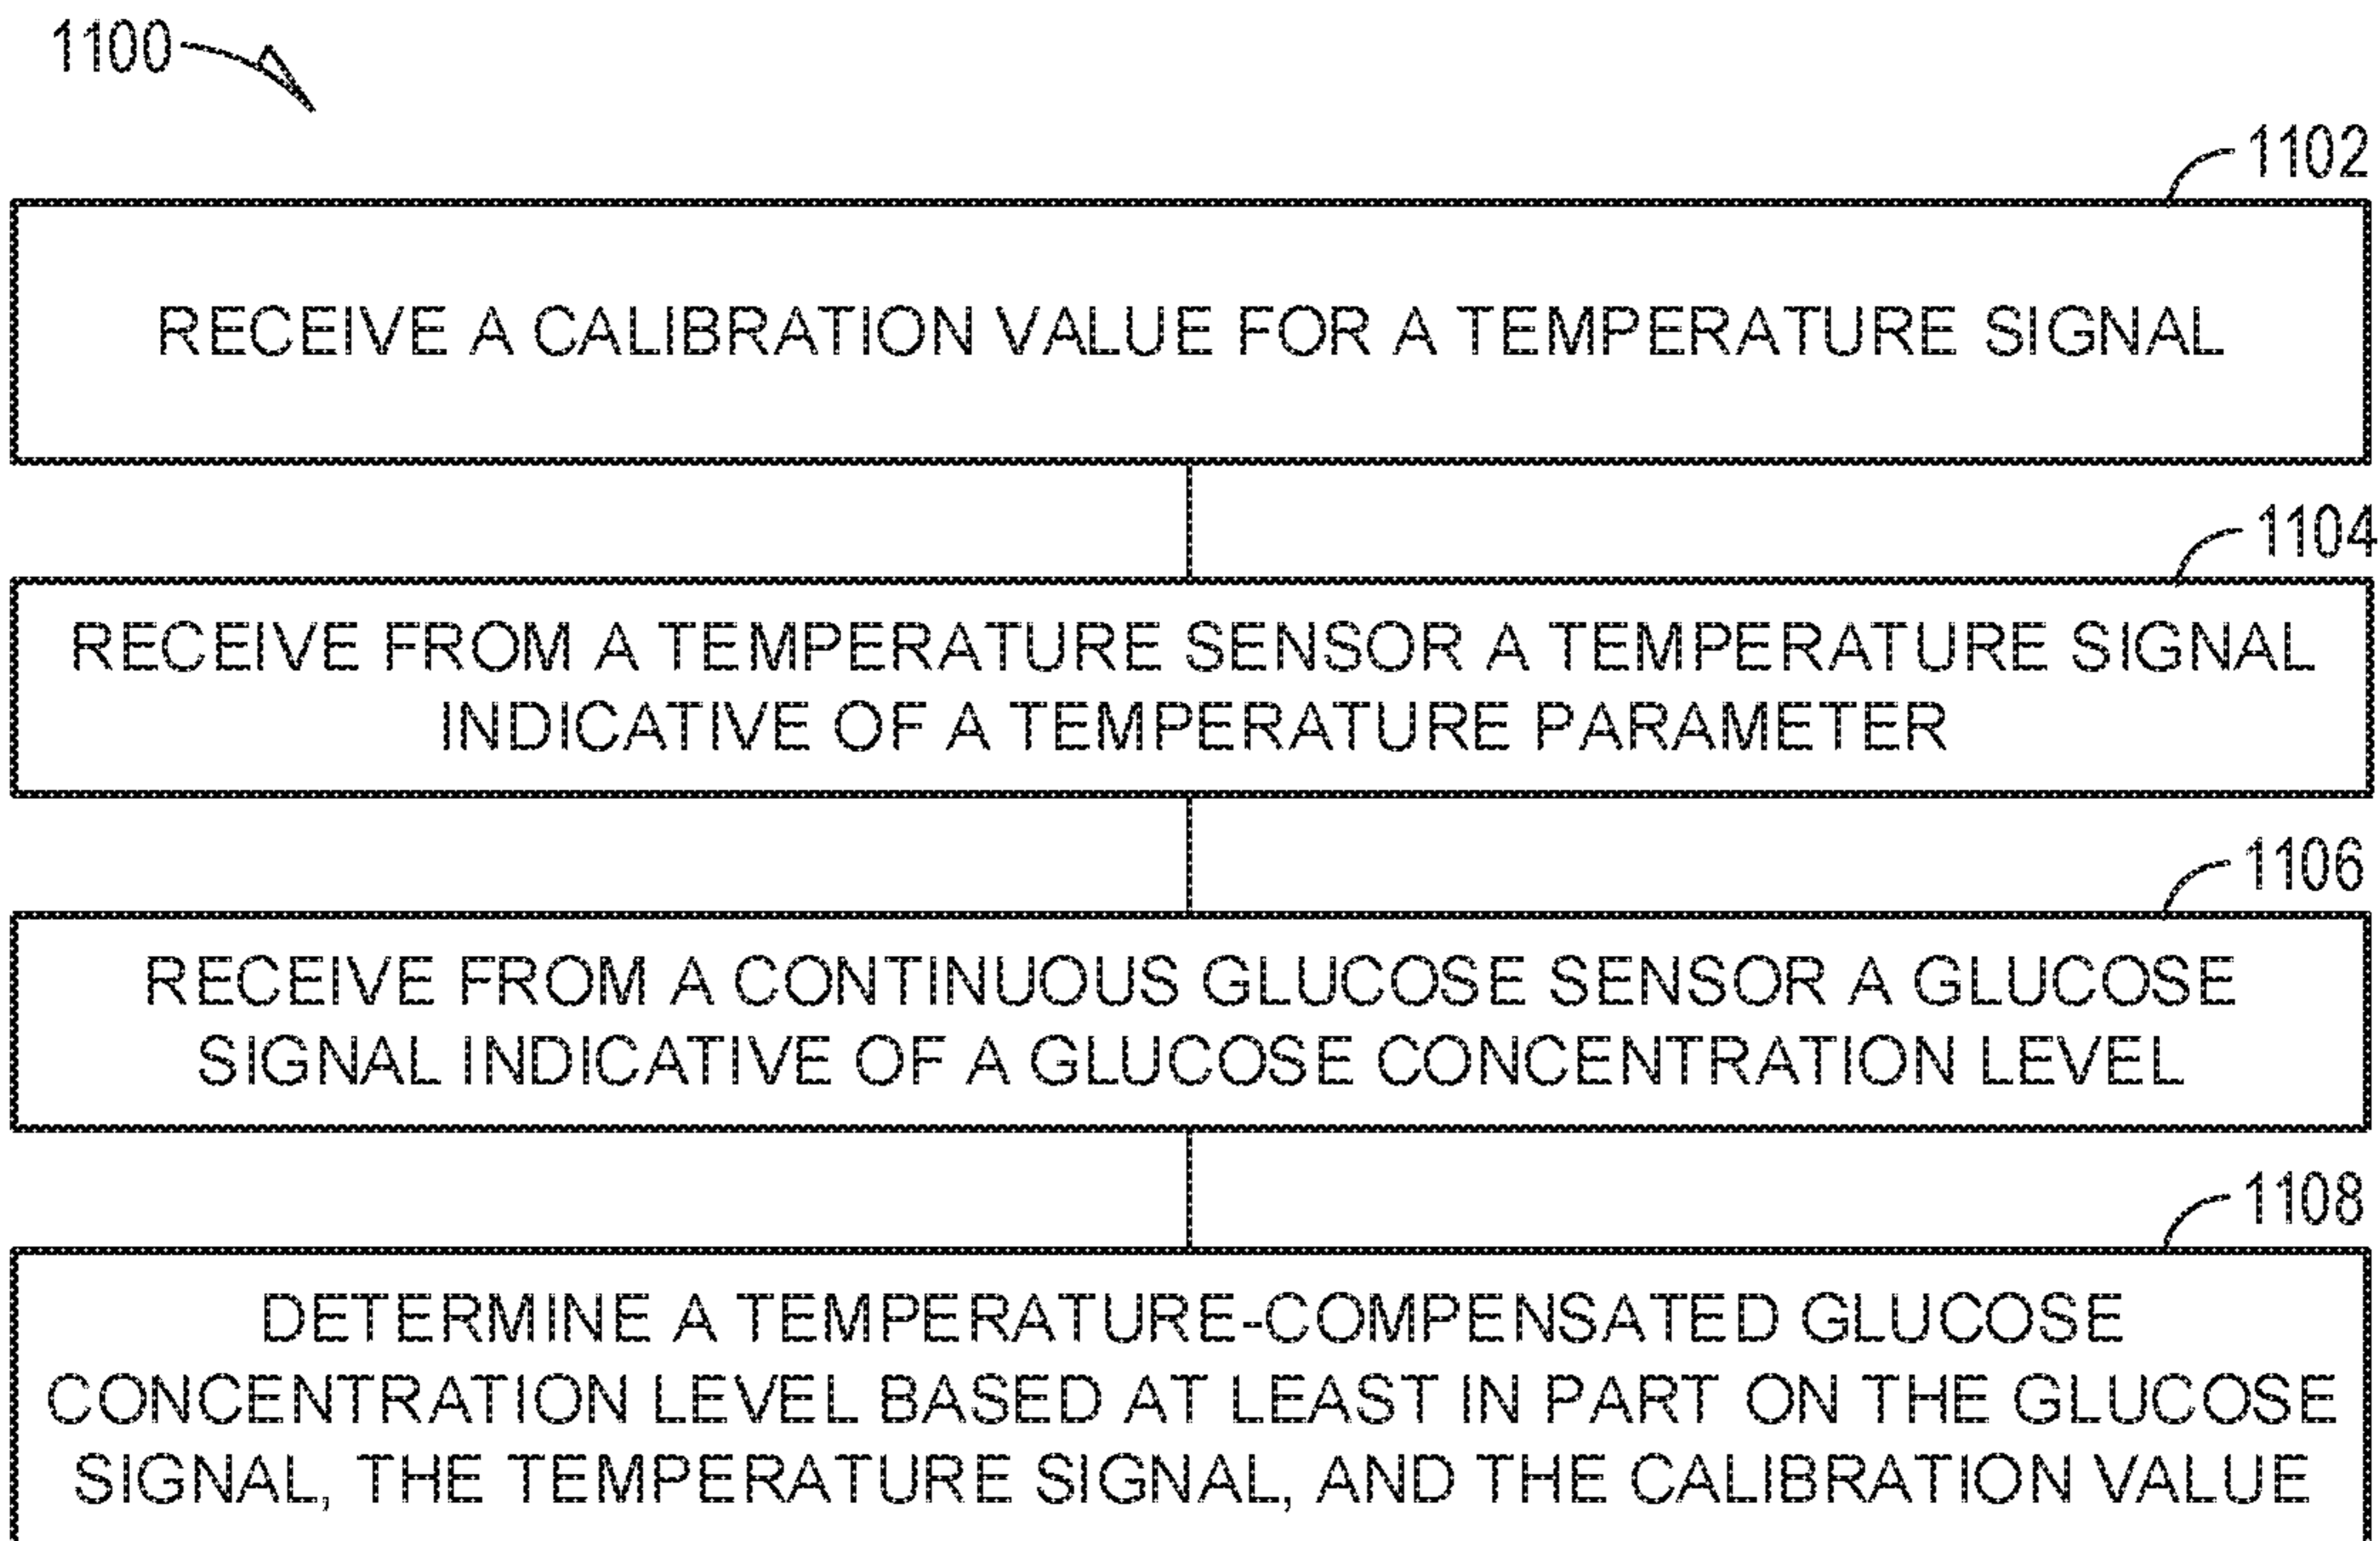 1100
1102
RECEIVE A CALIBRATION VALUE FOR A TEMPERATURE SIGNAL
1104
RECEIVE FROM A TEMPERATURE SENSOR A TEMPERATURE SIGNAL
INDICATIVE OF A TEMPERATURE PARAMETER
1106
RECEIVE FROM A CONTINUOUS GLUCOSE SENSOR A GLUCOSE
SIGNAL INDICATIVE OF A GLUCOSE CONCENTRATION LEVEL
1108
DETERMINE A TEMPERATURE-COMPENSATED GLUCOSE
CONCENTRATION LEVEL BASED AT LEAST IN PART ON THE GLUCOSE
SIGNAL, THE TEMPERATURE SIGNAL, AND THE CALIBRATION VALUE